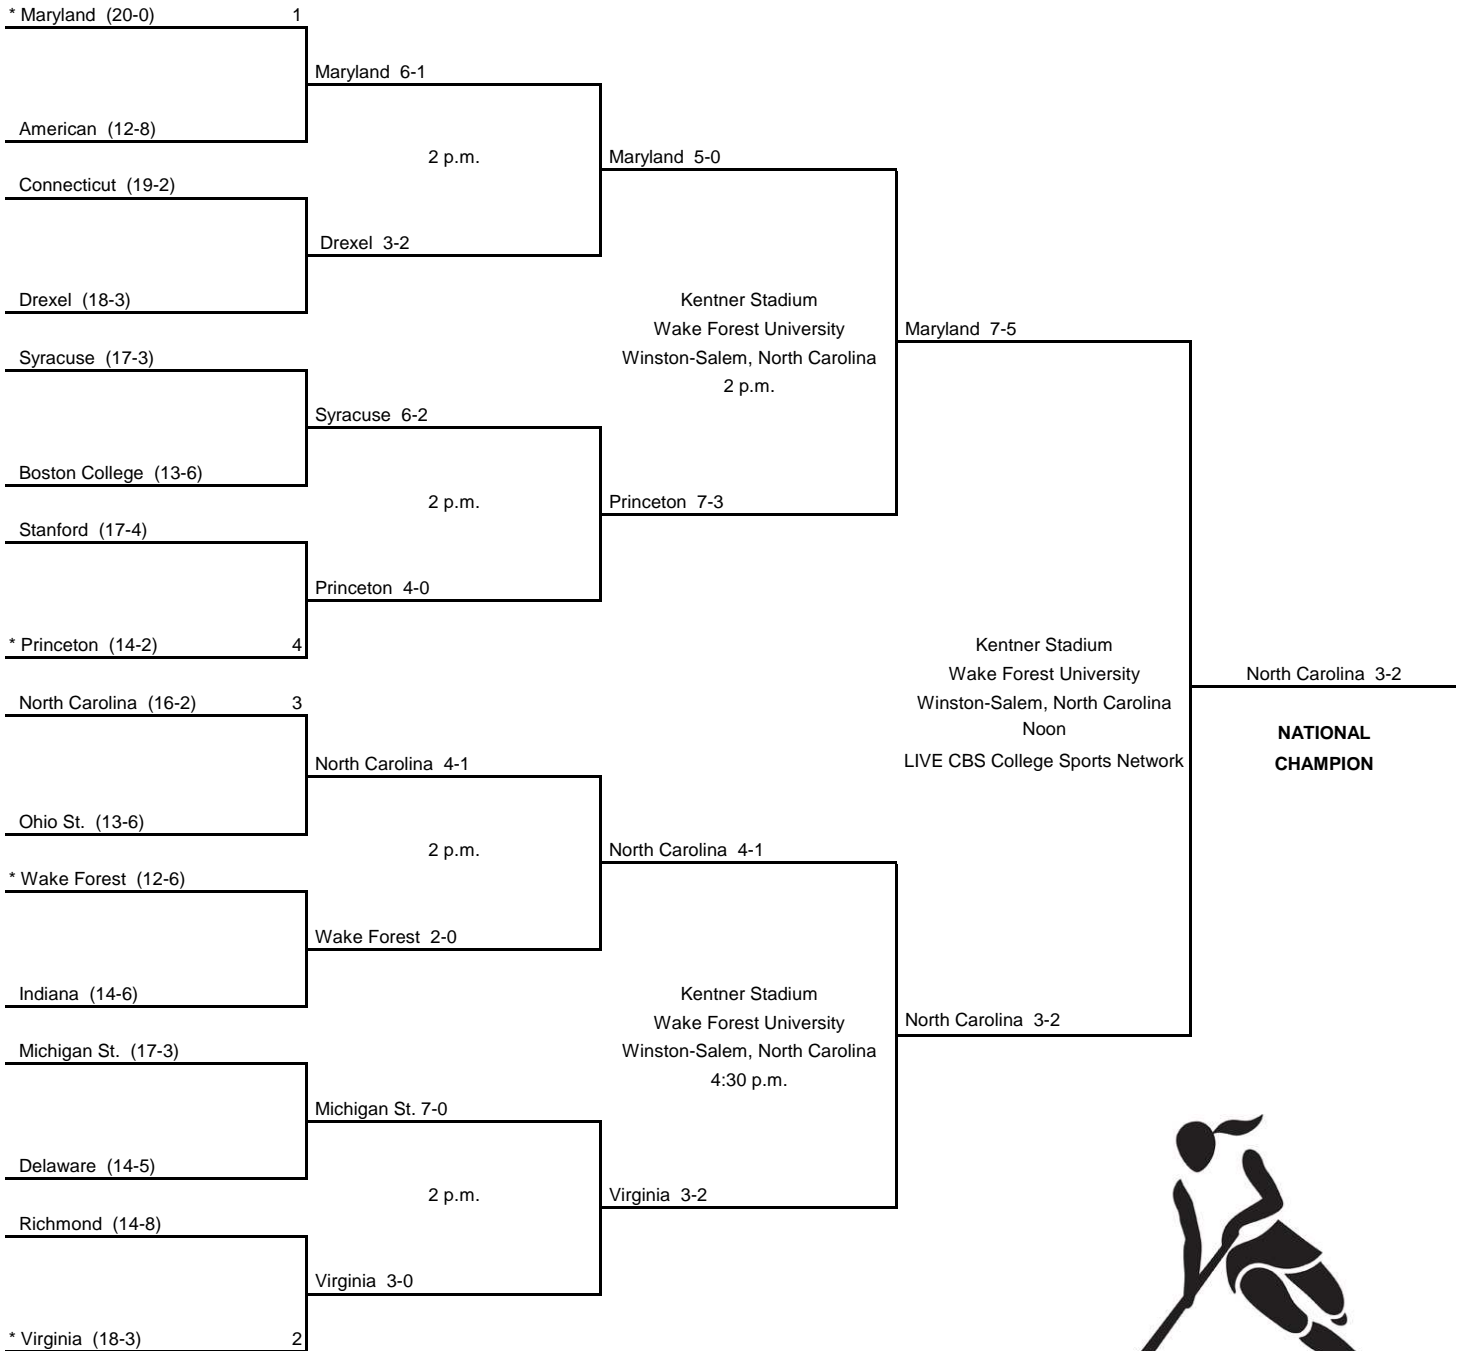 * Maryland (20-0) 1
Maryland 6-1
American (12-8)
2 p.m.
Maryland 5-0
Connecticut (19-2)
Drexel 3-2
Drexel (18-3)
Kentner Stadium
Wake Forest University
Winston-Salem, North Carolina
2 p.m.
Maryland 7-5
Syracuse (17-3)
Syracuse 6-2
Boston College (13-6)
2 p.m.
Princeton 7-3
Stanford (17-4)
Princeton 4-0
* Princeton (14-2) 4
Kentner Stadium
Wake Forest University
Winston-Salem, North Carolina
Noon
LIVE CBS College Sports Network
North Carolina 3-2
NATIONAL
CHAMPION
North Carolina (16-2) 3
North Carolina 4-1
Ohio St. (13-6)
2 p.m.
North Carolina 4-1
* Wake Forest (12-6)
Wake Forest 2-0
Indiana (14-6)
Kentner Stadium
Wake Forest University
Winston-Salem, North Carolina
4:30 p.m.
North Carolina 3-2
Michigan St. (17-3)
Michigan St. 7-0
Delaware (14-5)
2 p.m.
Virginia 3-2
Richmond (14-8)
Virginia 3-0
* Virginia (18-3) 2